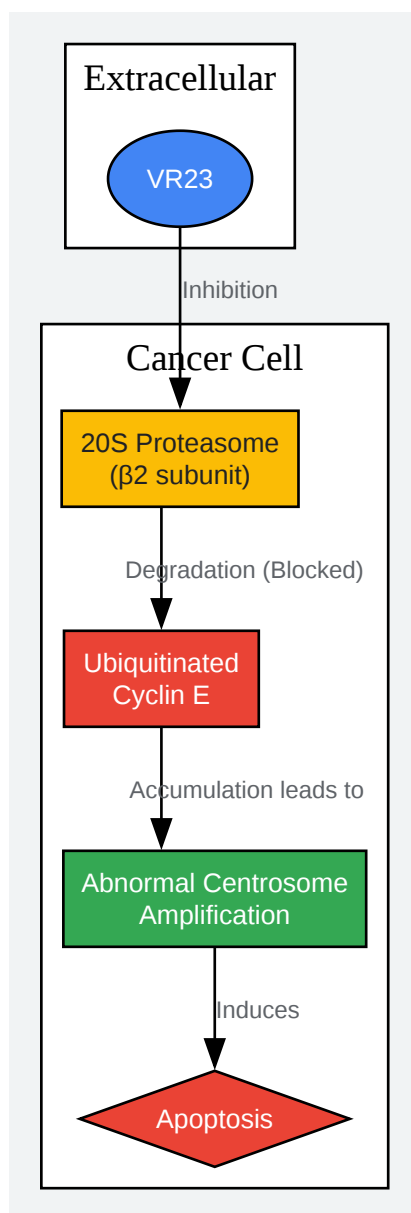 Extracellular
VR23
Inhibition
Cancer Cell
20S Proteasome
(β2 subunit)
Degradation (Blocked)
Ubiquitinated
Cyclin E
Accumulation leads to
Abnormal Centrosome
Amplification
Induces
Apoptosis